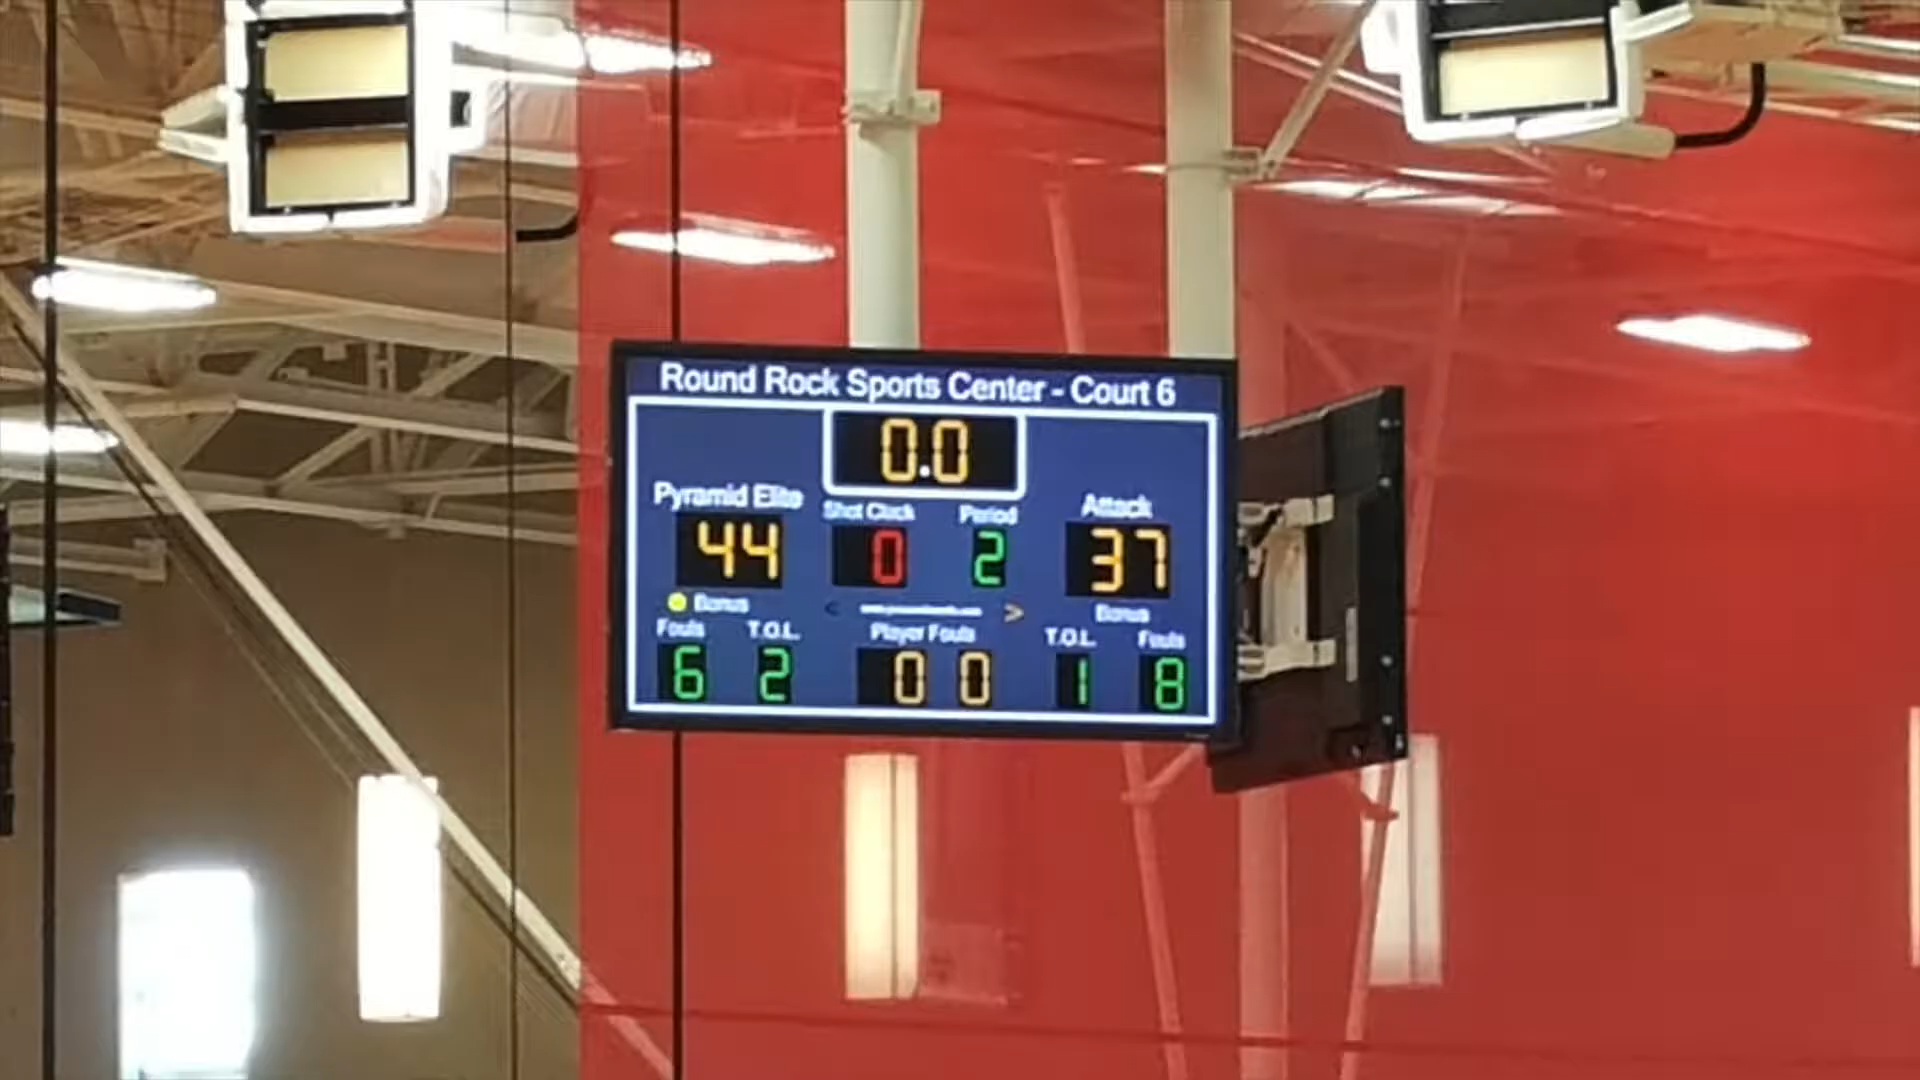 Round Rock Sports Center - Court 6
0.0
Pyramid Elite
Shot Clock
Period
Attack
44
0
2
37
Bonus
< >
Bonus
Fouls
T.O.L.
Player Fouls
T.O.L.
Fouls
6
2
0 0
1
8